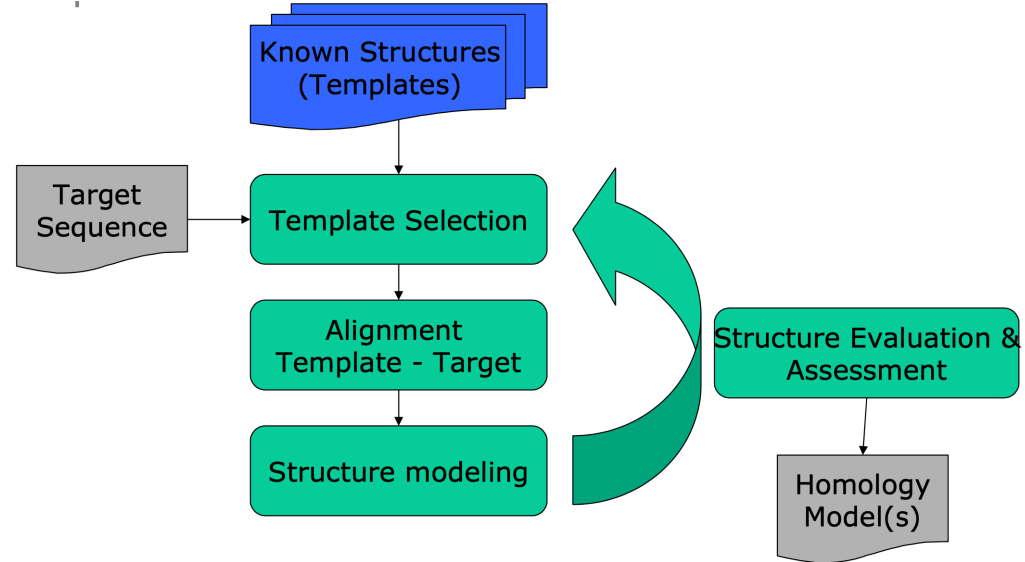 Known Structures
(Templates)
Target
Sequence
Template Selection
Alignment
Template - Target
Structure modeling
Structure Evaluation &
Assessment
Homology
Model(s)